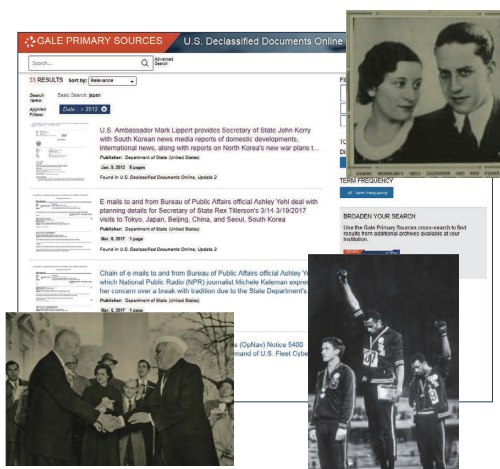 GALE PRIMARY SOURCES
U.S. Declassified Documents Online
Search...
Advanced
Search
33 RESULTS Sort by: Relevance
Search
Terms:
Basic Search: japan
Applied
Filters:
Date : > 2012
U.S. Ambassador Mark Lippert provides Secretary of State John Kerry
with South Korean news media reports of domestic developments,
international news, along with reports on North Korea's new war plans t...
Publisher: Department of State (United States)
Jan. 9, 2015 9 pages
Found in U.S. Declassified Documents Online, Update 3
E-mails to and from Bureau of Public Affairs official Ashley Yehl deal with
planning details for Secretary of State Rex Tillerson's 3/14-3/19/2017
visits to Tokyo, Japan, Beijing, China, and Seoul, South Korea
Publisher: Department of State (United States)
Mar. 6, 2017 1 page
Found in U.S. Declassified Documents Online, Update 3
Chain of e mails to and from Bureau of Public Affairs official Ashley Y
which National Public Radio (NPR) journalist Michele Keleman expre
her concern over a break with tradition due to the State Department's
Publisher: Department of State (United States)
Mar. 6, 2017 1 page
s (OpNav) Notice 5400
mand of U.S. Fleet Cybe
Fi
TO
Di
TERM FREQUENCY
Term Frequency
BROADEN YOUR SEARCH
Use the Gale Primary Sources cross-search to find
results from additional archives available at your
institution.